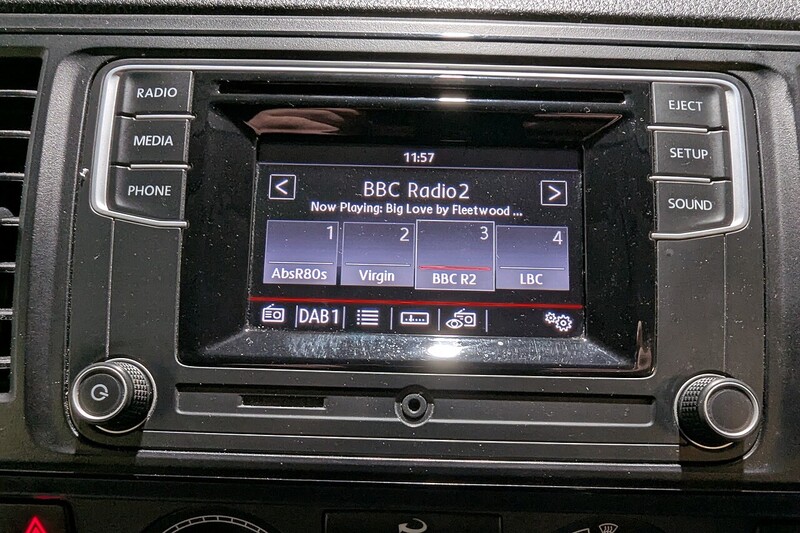 RADIO
MEDIA
PHONE
EJECT
SETUP
SOUND
11:57
<
BBC Radio2
>
Now Playing: Big Love by Fleetwood ...
1 2 3 4
AbsR80s Virgin BBC R2 LBC
DAB1